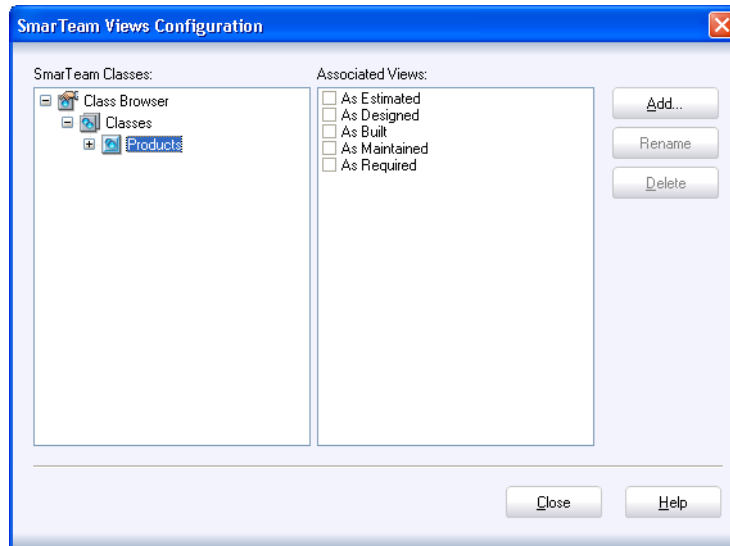 SmarTeam Views Configuration
SmarTeam Classes:
Class Browser
Classes
Products
Associated Views:
As Estimated
As Designed
As Built
As Maintained
As Required
Add...
Rename
Delete
Close
Help